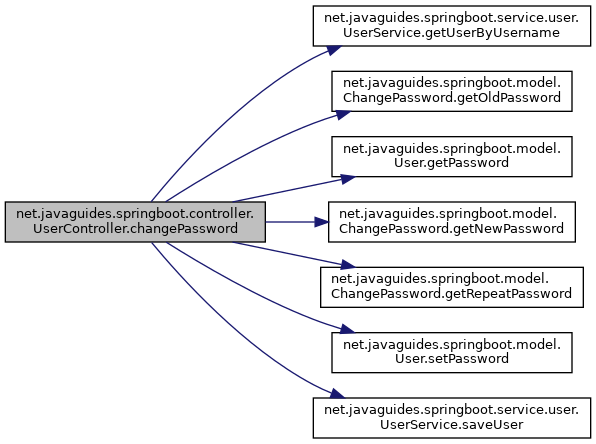 net.javaguides.springboot.service.user.
UserService.getUserByUsername
net.javaguides.springboot.model.
ChangePassword.getOldPassword
net.javaguides.springboot.model.
User.getPassword
net.javaguides.springboot.controller.
UserController.changePassword
net.javaguides.springboot.model.
ChangePassword.getNewPassword
net.javaguides.springboot.model.
ChangePassword.getRepeatPassword
net.javaguides.springboot.model.
User.setPassword
net.javaguides.springboot.service.user.
UserService.saveUser